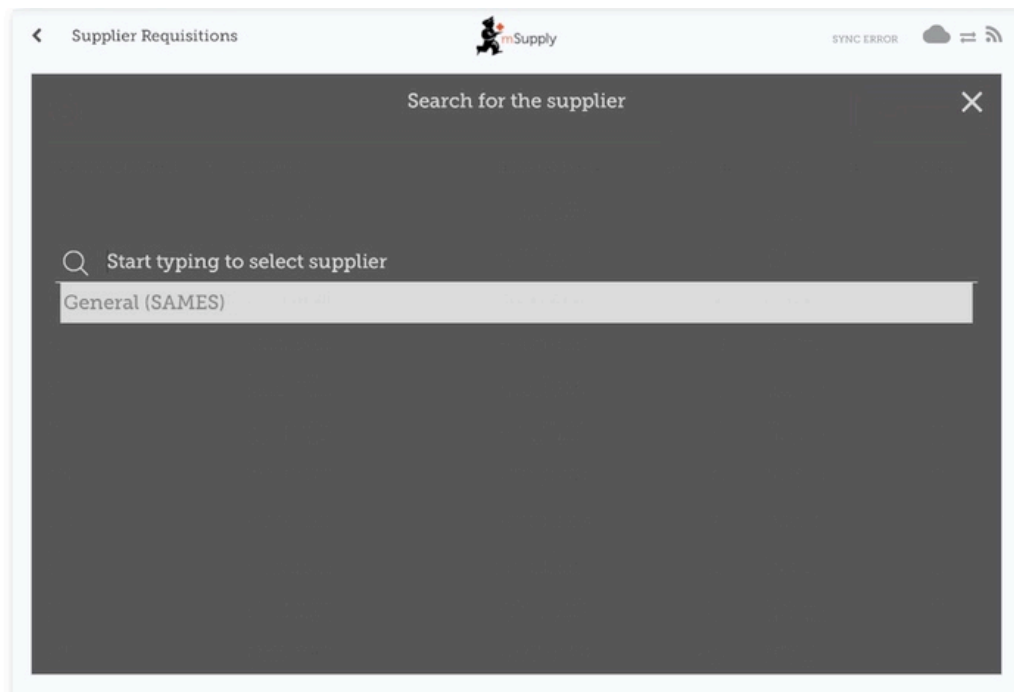 Supplier Requisitions
mSupply
SYNC ERROR
Search for the supplier
Start typing to select supplier
General (SAMES)